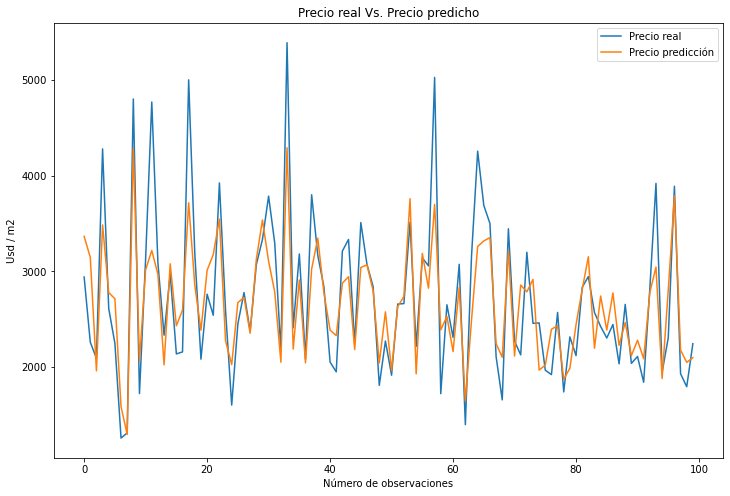 Precio real Vs. Precio predicho
Precio real
Precio predicción
Usd / m2
5000
4000
3000
2000
0
20
40
60
80
100
Número de observaciones